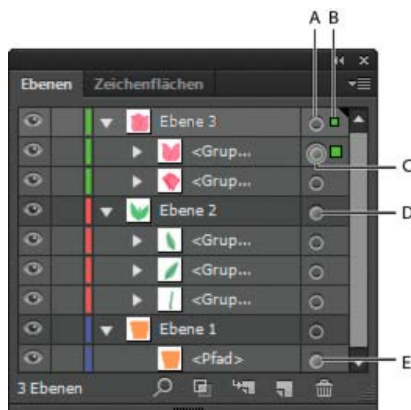 A B
Ebenen Zeichenflächen
Ebene 3
<Grup...
C
<Grup...
Ebene 2
D
<Grup...
<Grup...
<Grup...
Ebene 1
<Pfad>
E
3 Ebenen